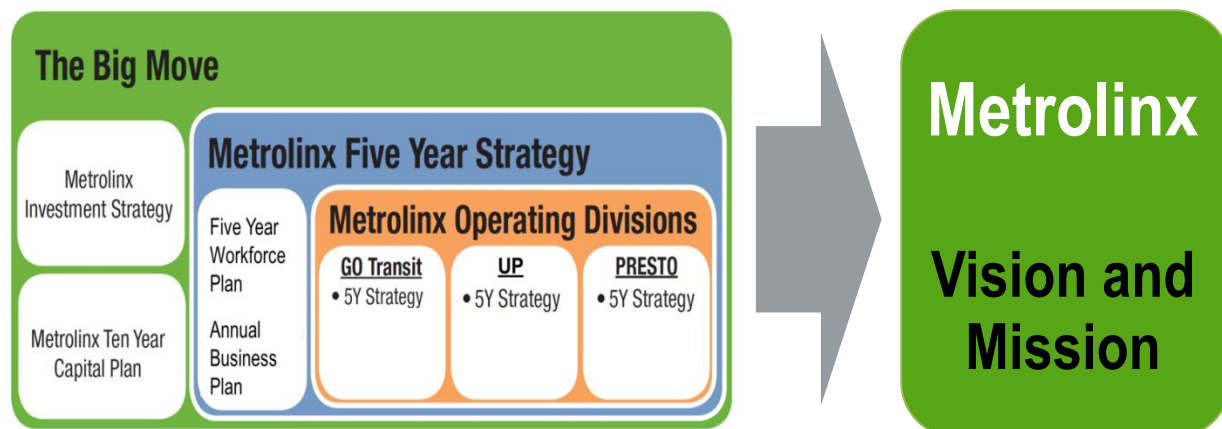 The Big Move
Metrolinx
Investment Strategy
Metrolinx Ten Year
Capital Plan
Metrolinx Five Year Strategy
Five Year
Workforce
Plan
Annual
Business
Plan
Metrolinx Operating Divisions
GO Transit
• 5Y Strategy
UP
• 5Y Strategy
PRESTO
• 5Y Strategy
Metrolinx
Vision and
Mission